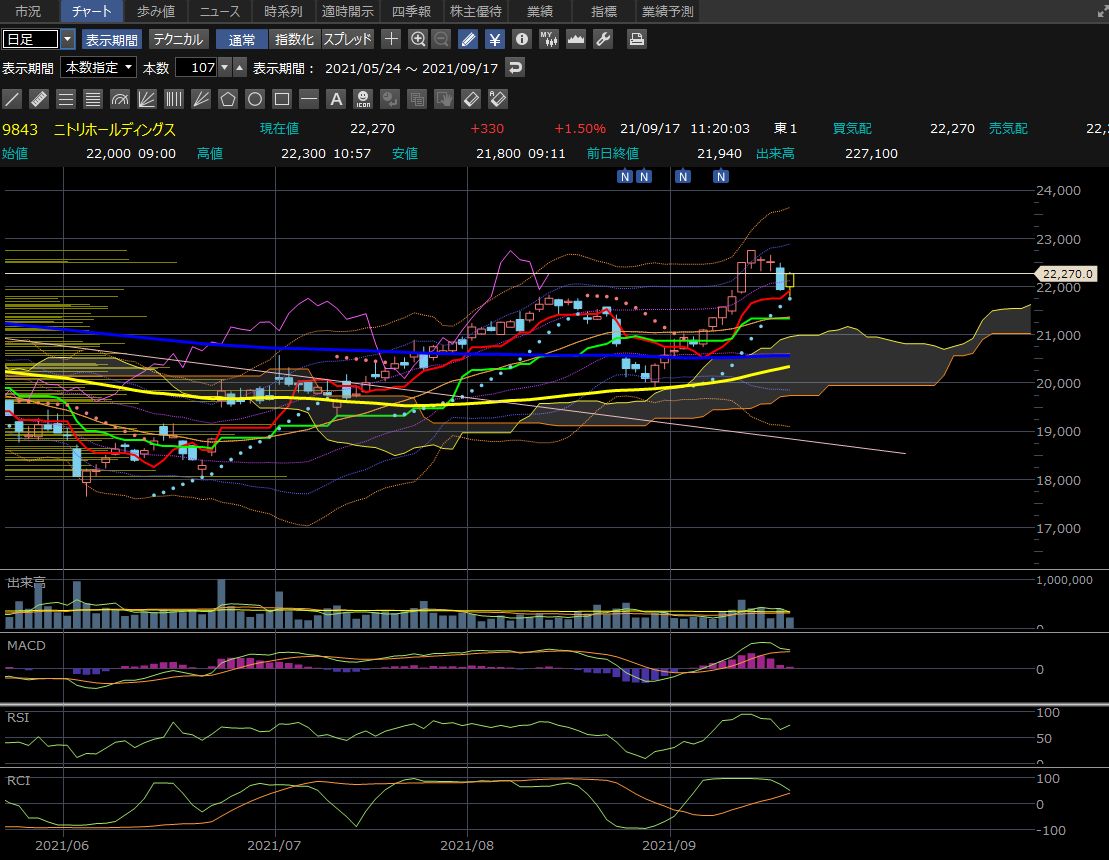 市況 チャート 歩み値 ニュース 時系列 適時開示 四季報 株主優待 業績 指標 業績予測
日足 表示期間 テクニカル 通常 指数化 スプレッド ¥ MY
表示期間 本数指定 本数 107 表示期間： 2021/05/24 ～ 2021/09/17
A ICON
9843 ニトリホールディングス 現在値 22,270 +330 +1.50% 21/09/17 11:20:03 東1 買気配 22,270 売気配 22,2
始値 22,000 09:00 高値 22,300 10:57 安値 21,800 09:11 前日終値 21,940 出来高 227,100
N N N N
24,000
23,000
22,270.0
22,000
21,000
20,000
19,000
18,000
17,000
出来高 1,000,000
0
MACD
0
RSI 100
50
0
RCI 100
0
-100
2021/06 2021/07 2021/08 2021/09